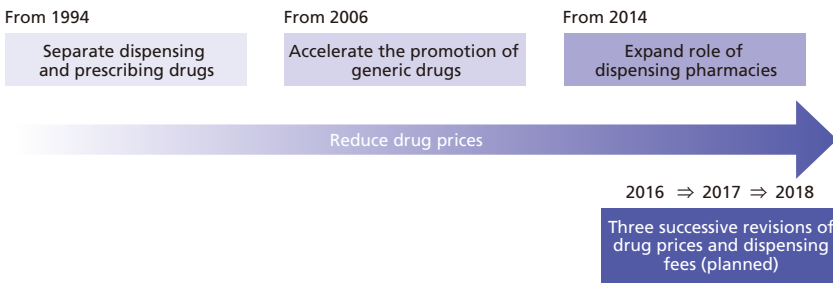 From 1994
Separate dispensing
and prescribing drugs
From 2006
Accelerate the promotion of
generic drugs
From 2014
Expand role of
dispensing pharmacies
Reduce drug prices
2016 ⇒ 2017 ⇒ 2018
Three successive revisions of
drug prices and dispensing
fees (planned)